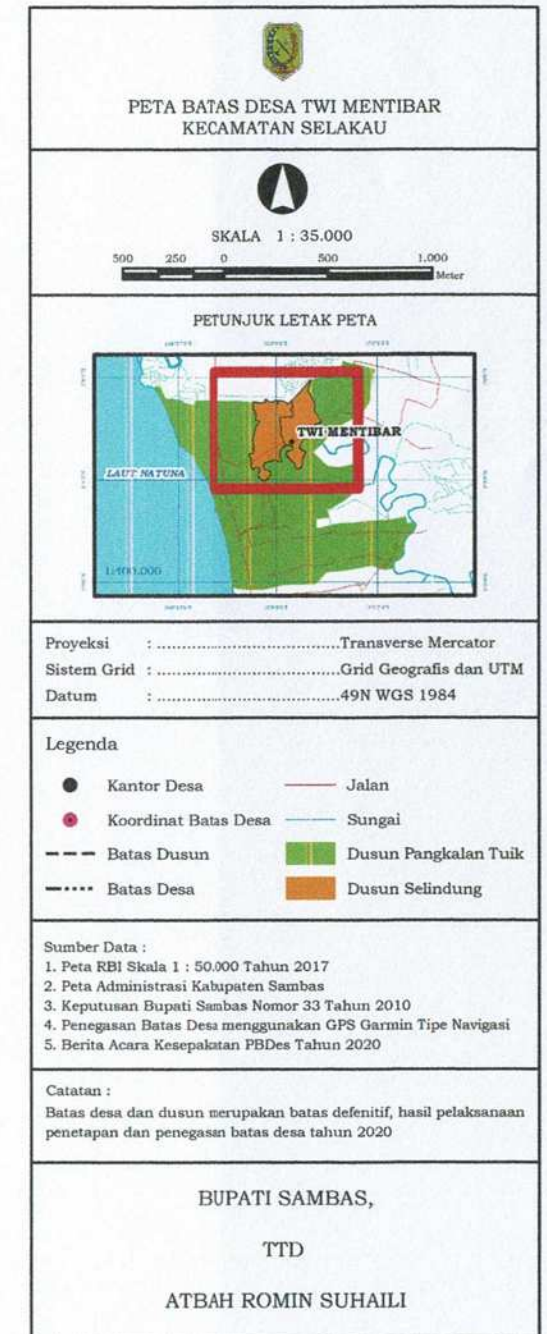 PETA BATAS DESA TWI MENTIBAR
KECAMATAN SELAKAU
SKALA 1 : 35.000
500 250 0 500 1.000
Meter
PETUNJUK LETAK PETA
TWI MENTIBAR
LAUT NATUNA
1:400.000
Proyeksi : ....................................Transverse Mercator
Sistem Grid : ....................................Grid Geografis dan UTM
Datum : ....................................49N WGS 1984
Legenda
Kantor Desa
Jalan
Koordinat Batas Desa
Sungai
Batas Dusun
Dusun Pangkalan Tuik
Batas Desa
Dusun Selindung
Sumber Data :
1. Peta RBI Skala 1 : 50.000 Tahun 2017
2. Peta Administrasi Kabupaten Sambas
3. Keputusan Bupati Sambas Nomor 33 Tahun 2010
4. Penegasan Batas Desa menggunakan GPS Garmin Tipe Navigasi
5. Berita Acara Kesepakatan PBDes Tahun 2020
Catatan :
Batas desa dan dusun merupakan batas defenitif, hasil pelaksanaan
penetapan dan penegasan batas desa tahun 2020
BUPATI SAMBAS,
TTD
ATBAH ROMIN SUHAILI